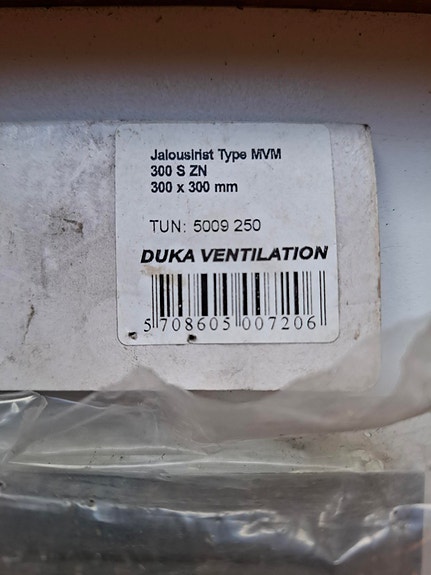 Jalousirist Type MVM
300 S ZN
300 x 300 mm
TUN: 5009 250
DUKA VENTILATION
5 708605 007206